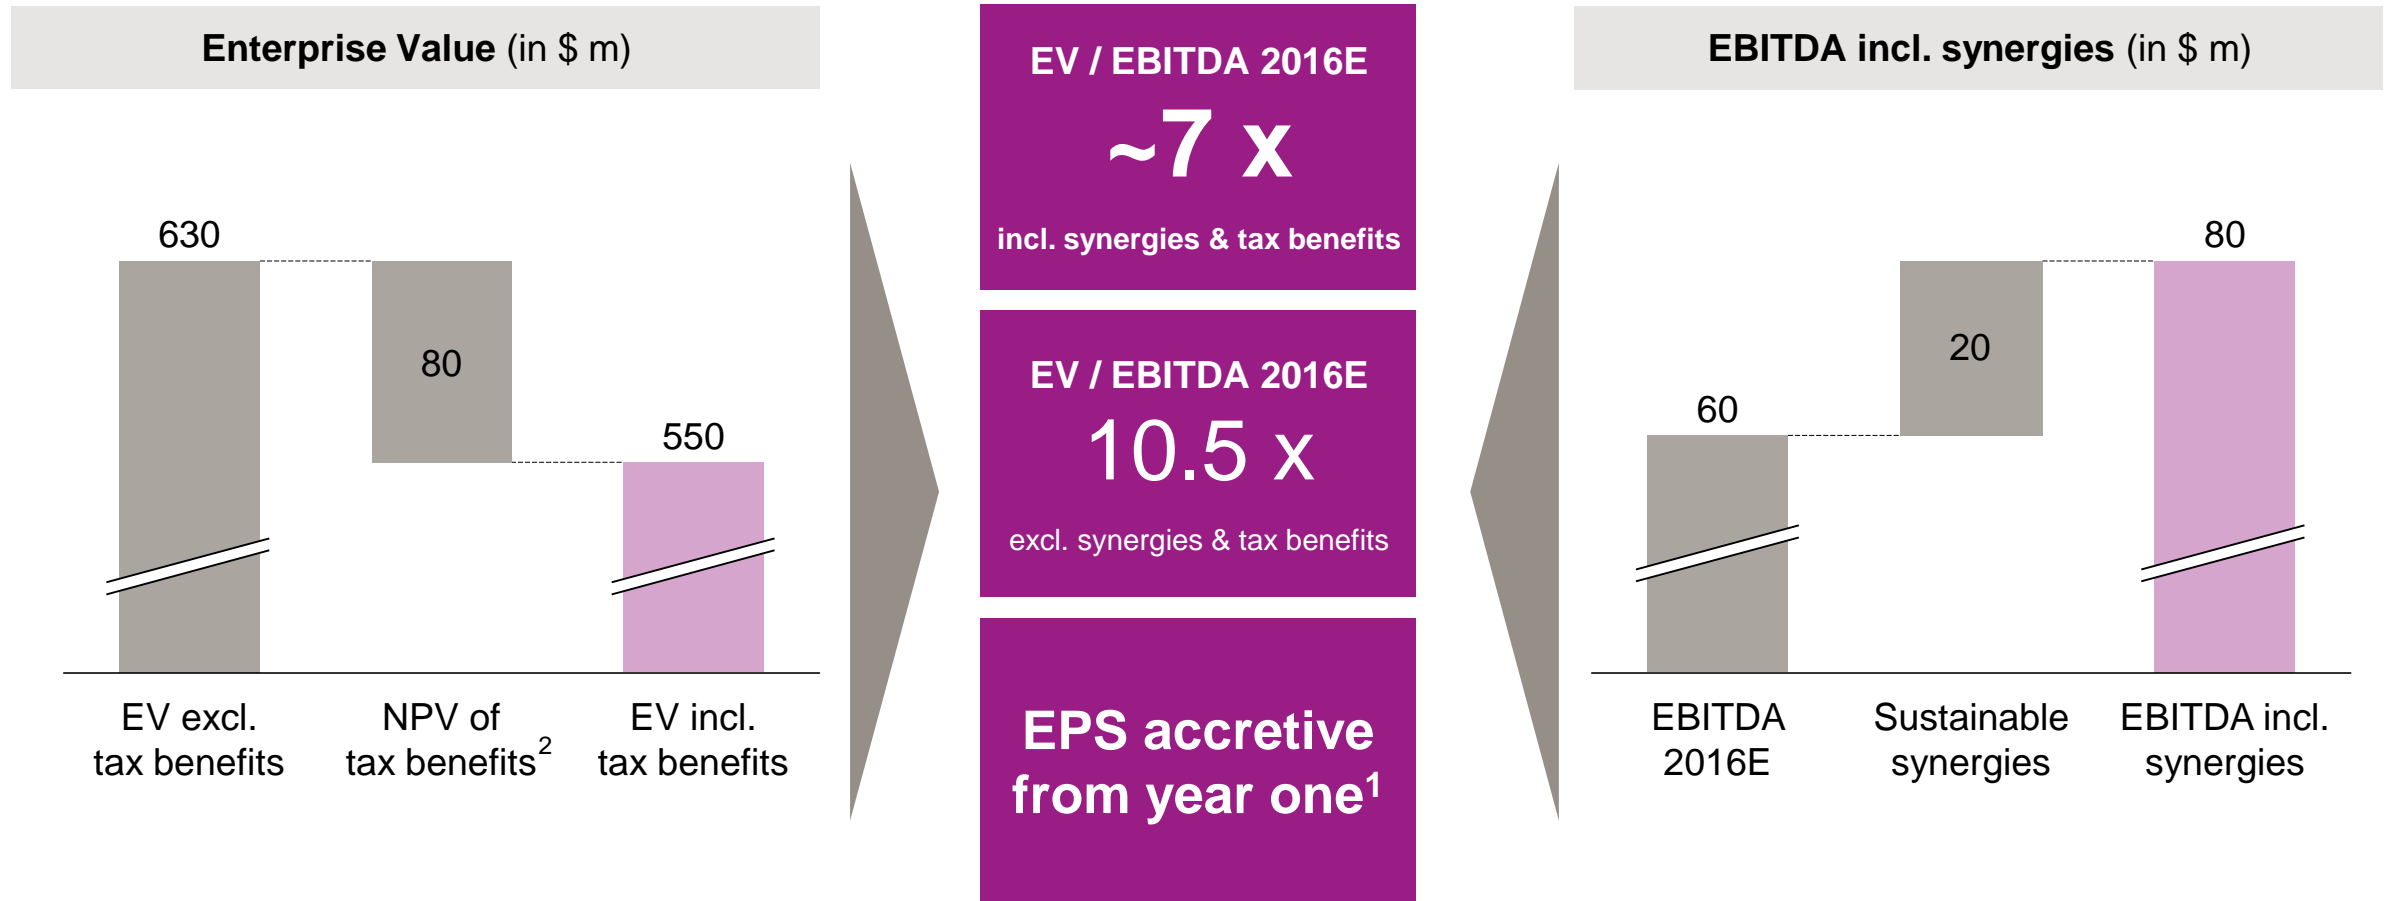 Enterprise Value (in $ m)
630
80
550
EV excl.
tax benefits
NPV of
tax benefits2
EV incl.
tax benefits
EV / EBITDA 2016E
~7 x
incl. synergies & tax benefits
EV / EBITDA 2016E
10.5 x
excl. synergies & tax benefits
EPS accretive
from year one1
EBITDA incl. synergies (in $ m)
60
20
80
EBITDA
2016E
Sustainable
synergies
EBITDA incl.
synergies